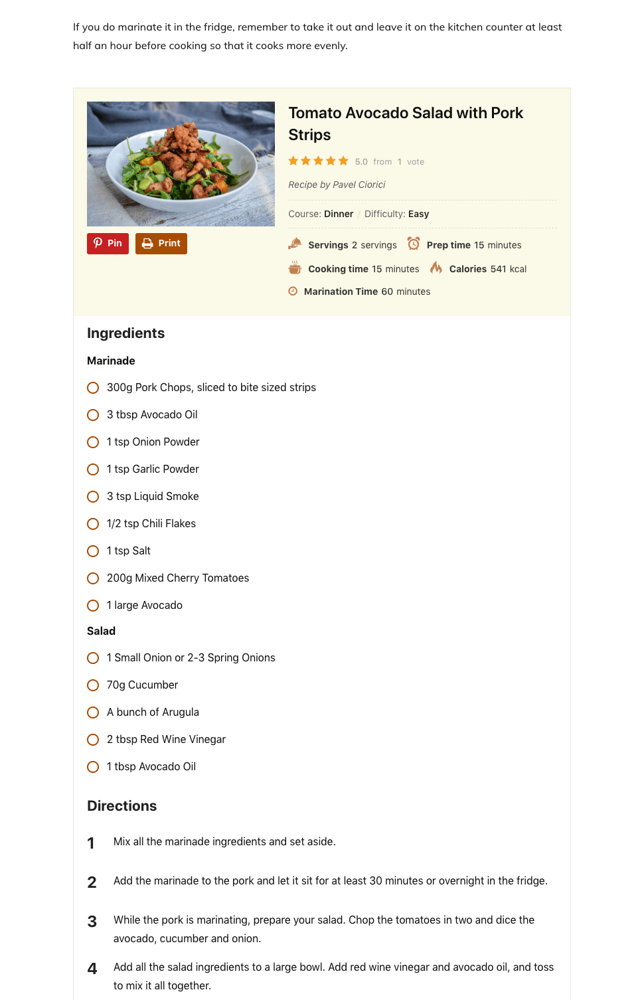 If you do marinate it in the fridge, remember to take it out and leave it on the kitchen counter at least
half an hour before cooking so that it cooks more evenly.
Tomato Avocado Salad with Pork
Strips
5.0 from 1 vote
Recipe by Pavel Ciorici
Course: Dinner / Difficulty: Easy
Pin Print
Servings 2 servings Prep time 15 minutes
Cooking time 15 minutes Calories 541 kcal
Marination Time 60 minutes
Ingredients
Marinade
300g Pork Chops, sliced to bite sized strips
3 tbsp Avocado Oil
1 tsp Onion Powder
1 tsp Garlic Powder
3 tsp Liquid Smoke
1/2 tsp Chili Flakes
1 tsp Salt
200g Mixed Cherry Tomatoes
1 large Avocado
Salad
1 Small Onion or 2-3 Spring Onions
70g Cucumber
A bunch of Arugula
2 tbsp Red Wine Vinegar
1 tbsp Avocado Oil
Directions
1 Mix all the marinade ingredients and set aside.
2 Add the marinade to the pork and let it sit for at least 30 minutes or overnight in the fridge.
3 While the pork is marinating, prepare your salad. Chop the tomatoes in two and dice the
avocado, cucumber and onion.
4 Add all the salad ingredients to a large bowl. Add red wine vinegar and avocado oil, and toss
to mix it all together.